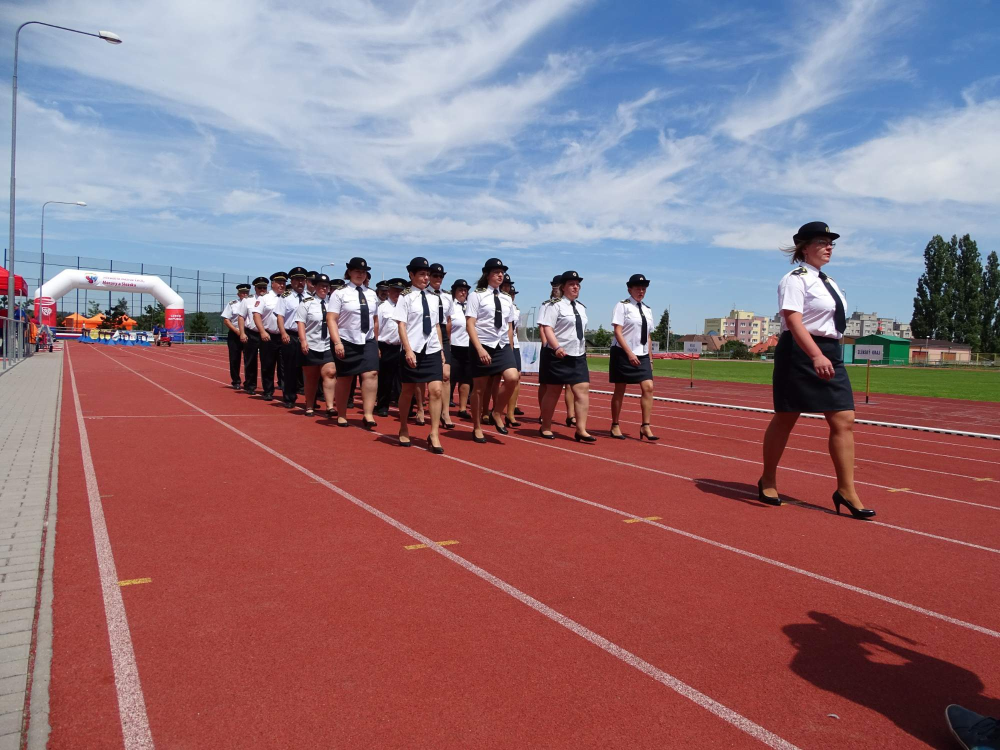 Sdružení hasičů Čech,
Moravy a Slezska
CZECH
REPUBLIC
KRAJ
VYSOČINA
ZLÍNSKÝ KRAJ